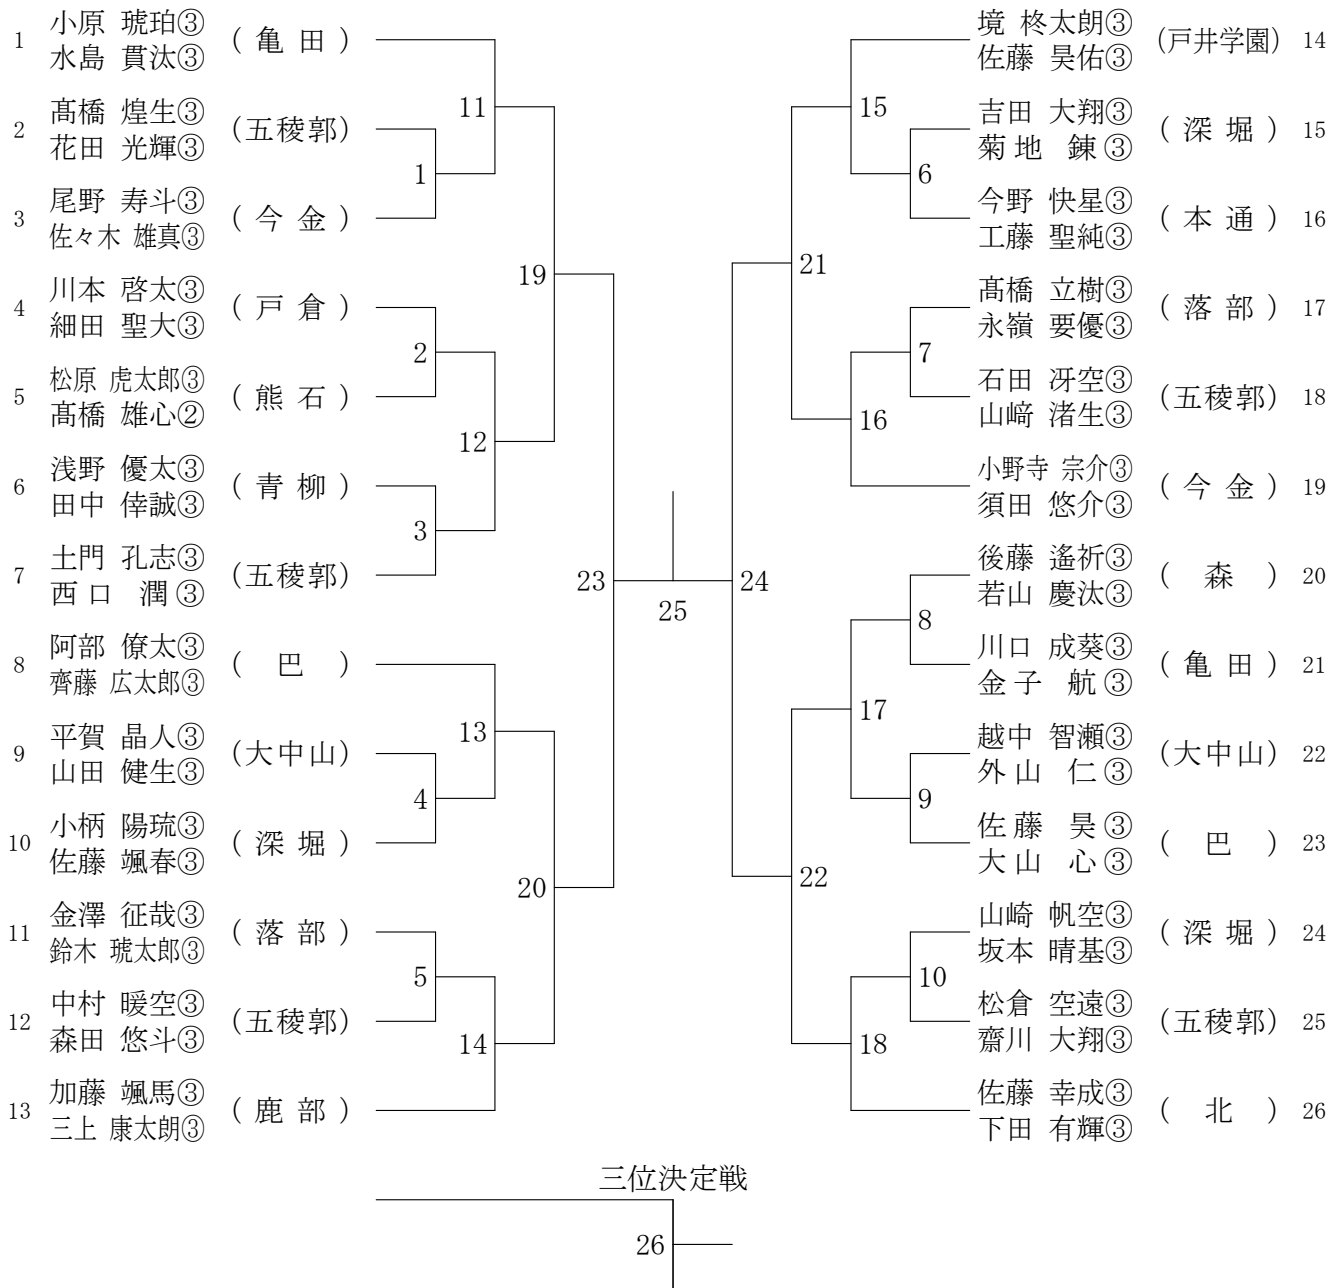 1 小原 琥珀③ (亀田)
水島 貫汰③
2 髙橋 煌生③ (五稜郭)
花田 光輝③
3 尾野 寿斗③ (今金)
佐々木 雄真③
4 川本 啓太③ (戸倉)
細田 聖大③
5 松原 虎太郎③ (熊石)
髙橋 雄心②
6 浅野 優太③ (青柳)
田中 倖誠③
7 土門 孔志③ (五稜郭)
西口 潤③
8 阿部 僚太③ (巴)
齊藤 広太郎③
9 平賀 晶人③ (大中山)
山田 健生③
10 小柄 陽琉③ (深堀)
佐藤 颯春③
11 金澤 征哉③ (落部)
鈴木 琥太郎③
12 中村 暖空③ (五稜郭)
森田 悠斗③
13 加藤 颯馬③ (鹿部)
三上 康太朗③
11
1
19
2
12
3
23
13
4
20
5
14
25
15
6
21
7
16
24
8
17
9
22
10
18
境 柊太朗③ (戸井学園) 14
佐藤 昊佑③
吉田 大翔③ (深堀) 15
菊地 錬③
今野 快星③ (本通) 16
工藤 聖純③
髙橋 立樹③ (落部) 17
永嶺 要優③
石田 冴空③ (五稜郭) 18
山﨑 渚生③
小野寺 宗介③ (今金) 19
須田 悠介③
後藤 遙祈③ (森) 20
若山 慶汰③
川口 成葵③ (亀田) 21
金子 航③
越中 智瀬③ (大中山) 22
外山 仁③
佐藤 昊③ (巴) 23
大山 心③
山崎 帆空③ (深堀) 24
坂本 晴基③
松倉 空遠③ (五稜郭) 25
齋川 大翔③
佐藤 幸成③ (北) 26
下田 有輝③
三位決定戦
26